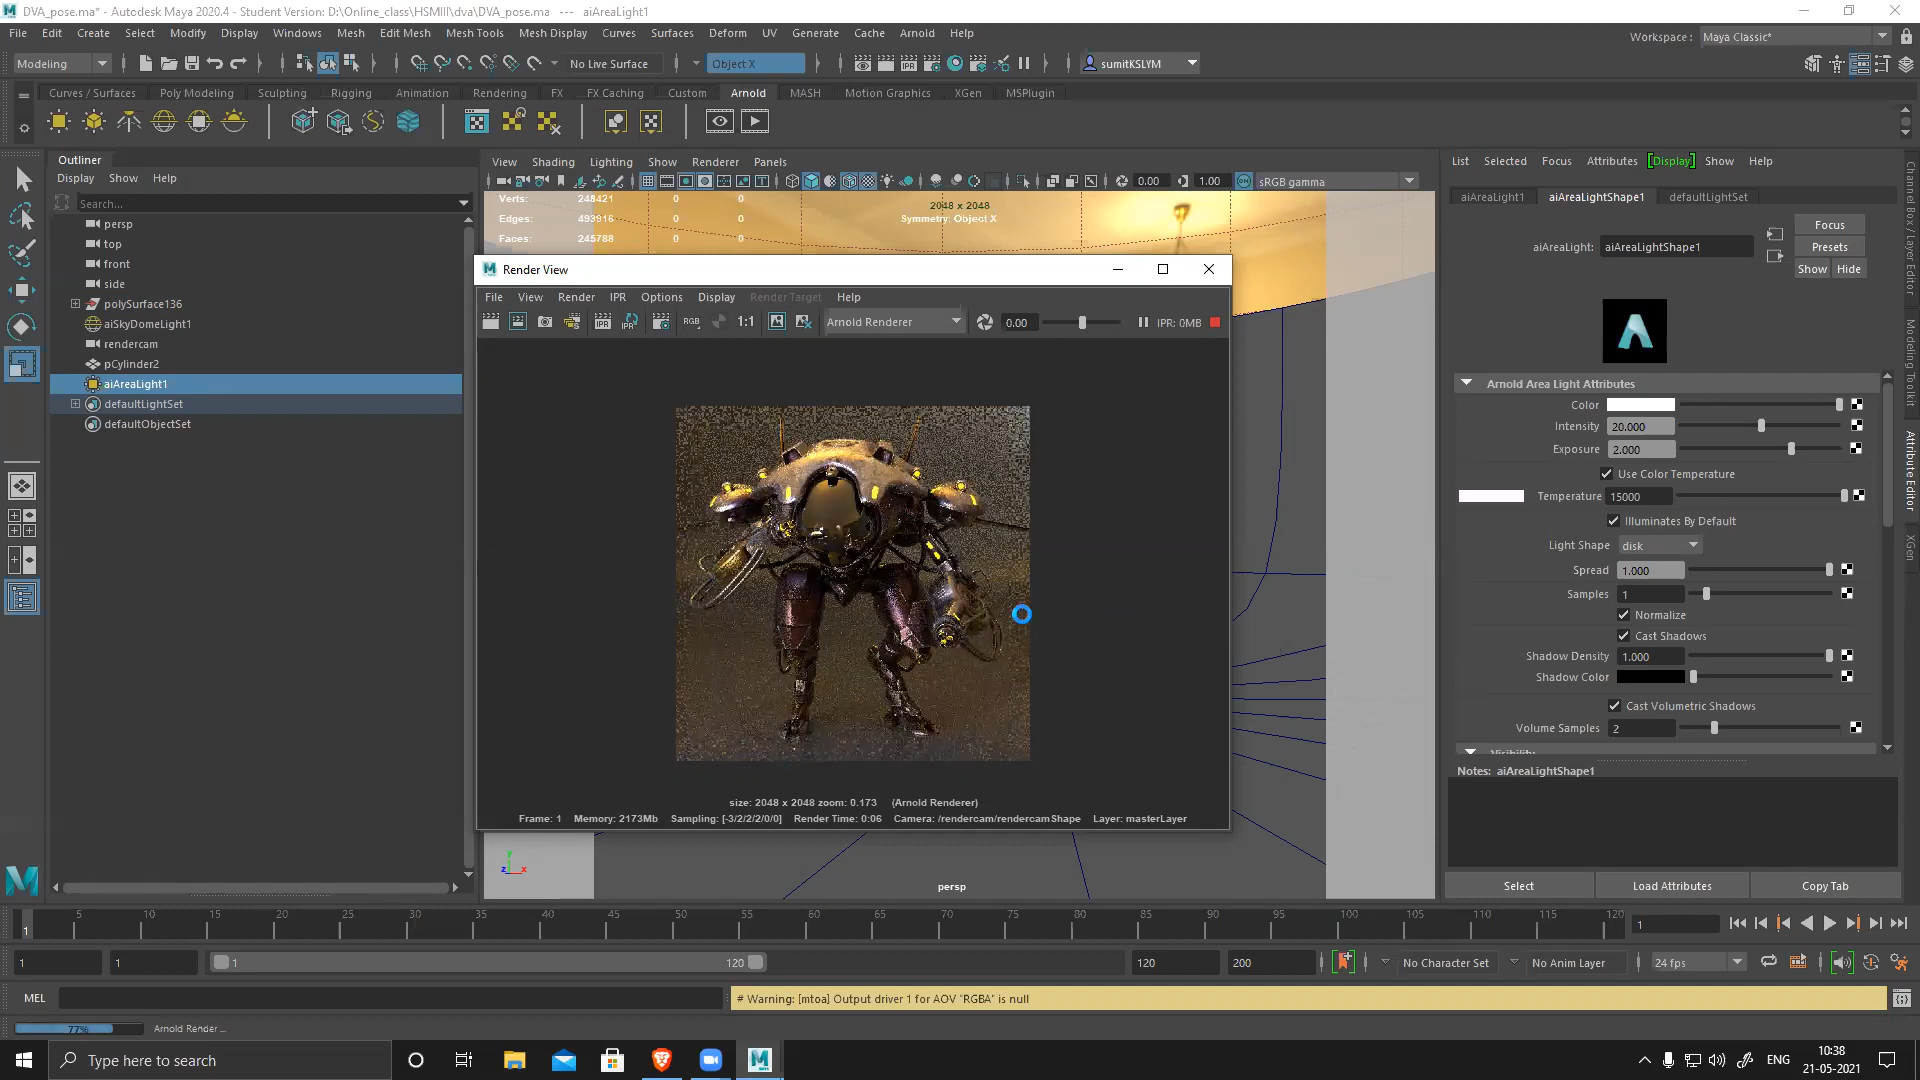 DVA_pose.ma* - Autodesk Maya 2020.4 - Student Version: D:\Online_class\HSMIII\dva\DVA_pose.ma --- aiAreaLight1
File Edit Create Select Modify Display Windows Mesh Edit Mesh Mesh Tools Mesh Display Curves Surfaces Deform UV Generate Cache Arnold Help
Workspace : Maya Classic*
Modeling No Live Surface Object X sumitKSLYM
Curves / Surfaces Poly Modeling Sculpting Rigging Animation Rendering FX FX Caching Custom Arnold MASH Motion Graphics XGen MSPlugin
Outliner
Display Show Help
Search...
persp
top
front
side
polySurface136
aiSkyDomeLight1
rendercam
pCylinder2
aiAreaLight1
defaultLightSet
defaultObjectSet
View Shading Lighting Show Renderer Panels
0.00 1.00 sRGB gamma
Verts: 248421 0 0
Edges: 493916 0 0
Faces: 245788 0 0
2048 x 2048
Symmetry: Object X
Render View
File View Render IPR Options Display Render Target Help
IPR RGB 1:1 Arnold Renderer 0.00 IPR: 0MB
size: 2048 x 2048 zoom: 0.173 (Arnold Renderer)
Frame: 1 Memory: 2173Mb Sampling: [-3/2/2/2/0/0] Render Time: 0:06 Camera: /rendercam/rendercamShape Layer: masterLayer
persp
List Selected Focus Attributes [Display] Show Help
aiAreaLight1 aiAreaLightShape1 defaultLightSet
aiAreaLight: aiAreaLightShape1
Focus
Presets
Show Hide
Arnold Area Light Attributes
Color
Intensity 20.000
Exposure 2.000
Use Color Temperature
Temperature 15000
Illuminates By Default
Light Shape disk
Spread 1.000
Samples 1
Normalize
Cast Shadows
Shadow Density 1.000
Shadow Color
Cast Volumetric Shadows
Volume Samples 2
Visibility
Notes: aiAreaLightShape1
Select Load Attributes Copy Tab
Channel Box / Layer Editor
Modeling Toolkit
Attribute Editor
XGen
5 10 15 20 25 30 35 40 45 50 55 60 65 70 75 80 85 90 95 100 105 110 115 120
1 1
1 1 1 120 120 200 No Character Set No Anim Layer 24 fps
MEL # Warning: [mtoa] Output driver 1 for AOV "RGBA" is null
77% Arnold Render ...
Type here to search
ENG
10:38
21-05-2021